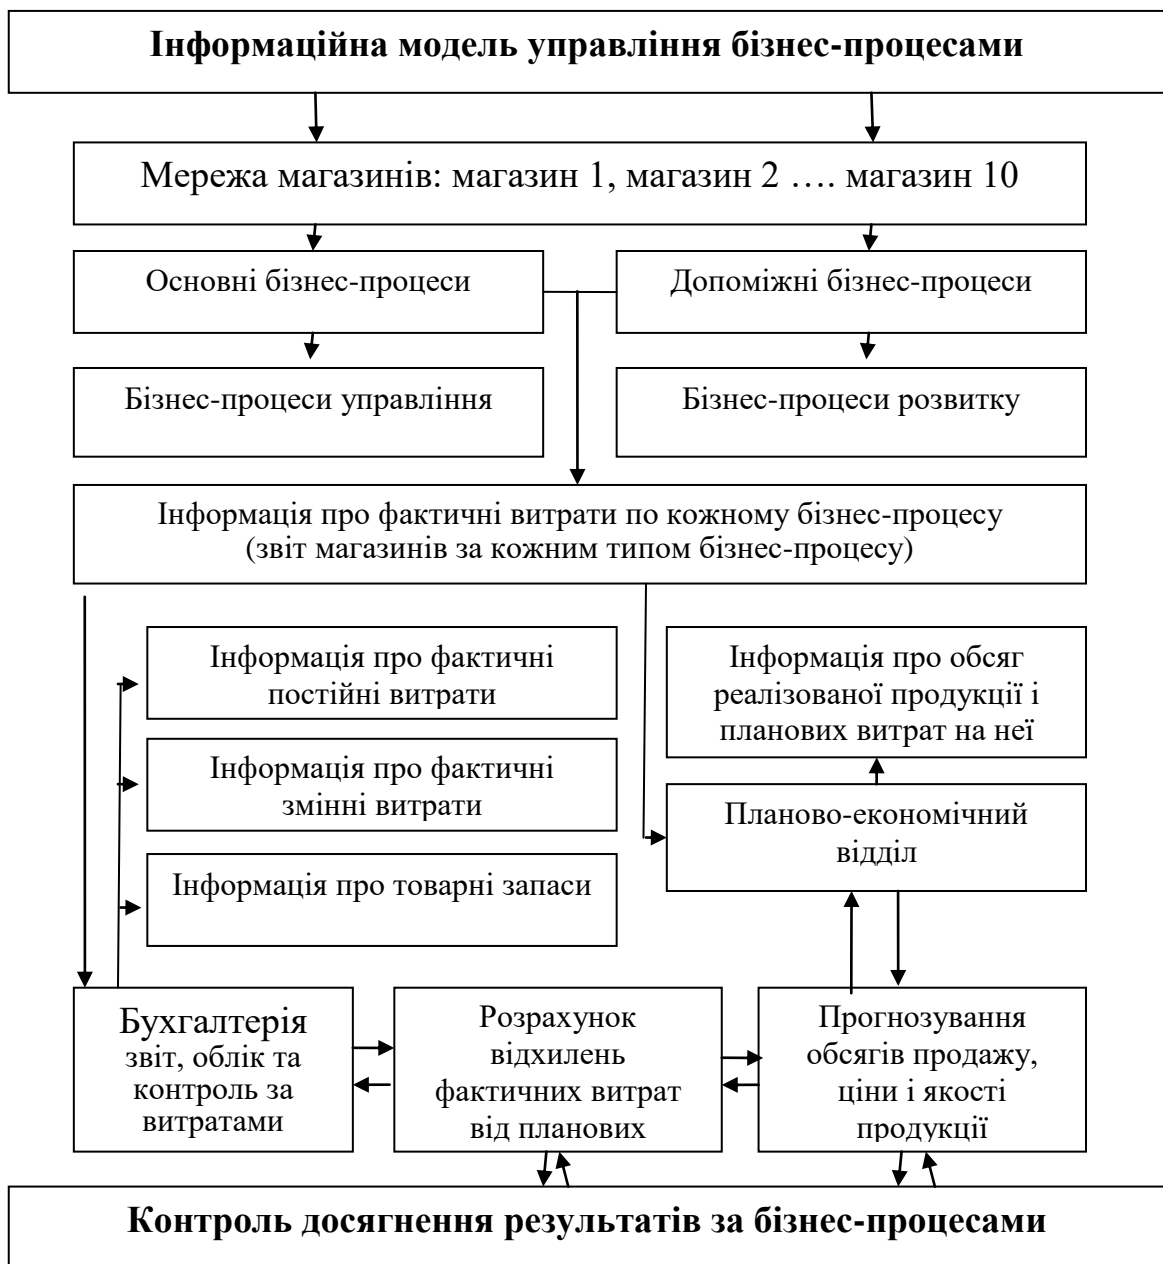 Інформаційна модель управління бізнес-процесами
Мережа магазинів: магазин 1, магазин 2 …. магазин 10
Основні бізнес-процеси
Допоміжні бізнес-процеси
Бізнес-процеси управління
Бізнес-процеси розвитку
Інформація про фактичні витрати по кожному бізнес-процесу
(звіт магазинів за кожним типом бізнес-процесу)
Інформація про фактичні
постійні витрати
Інформація про обсяг
реалізованої продукції і
планових витрат на неї
Інформація про фактичні
змінні витрати
Планово-економічний
відділ
Інформація про товарні запаси
Бухгалтерія
звіт, облік та
контроль за
витратами
Розрахунок
відхилень
фактичних витрат
від планових
Прогнозування
обсягів продажу,
ціни і якості
продукції
Контроль досягнення результатів за бізнес-процесами